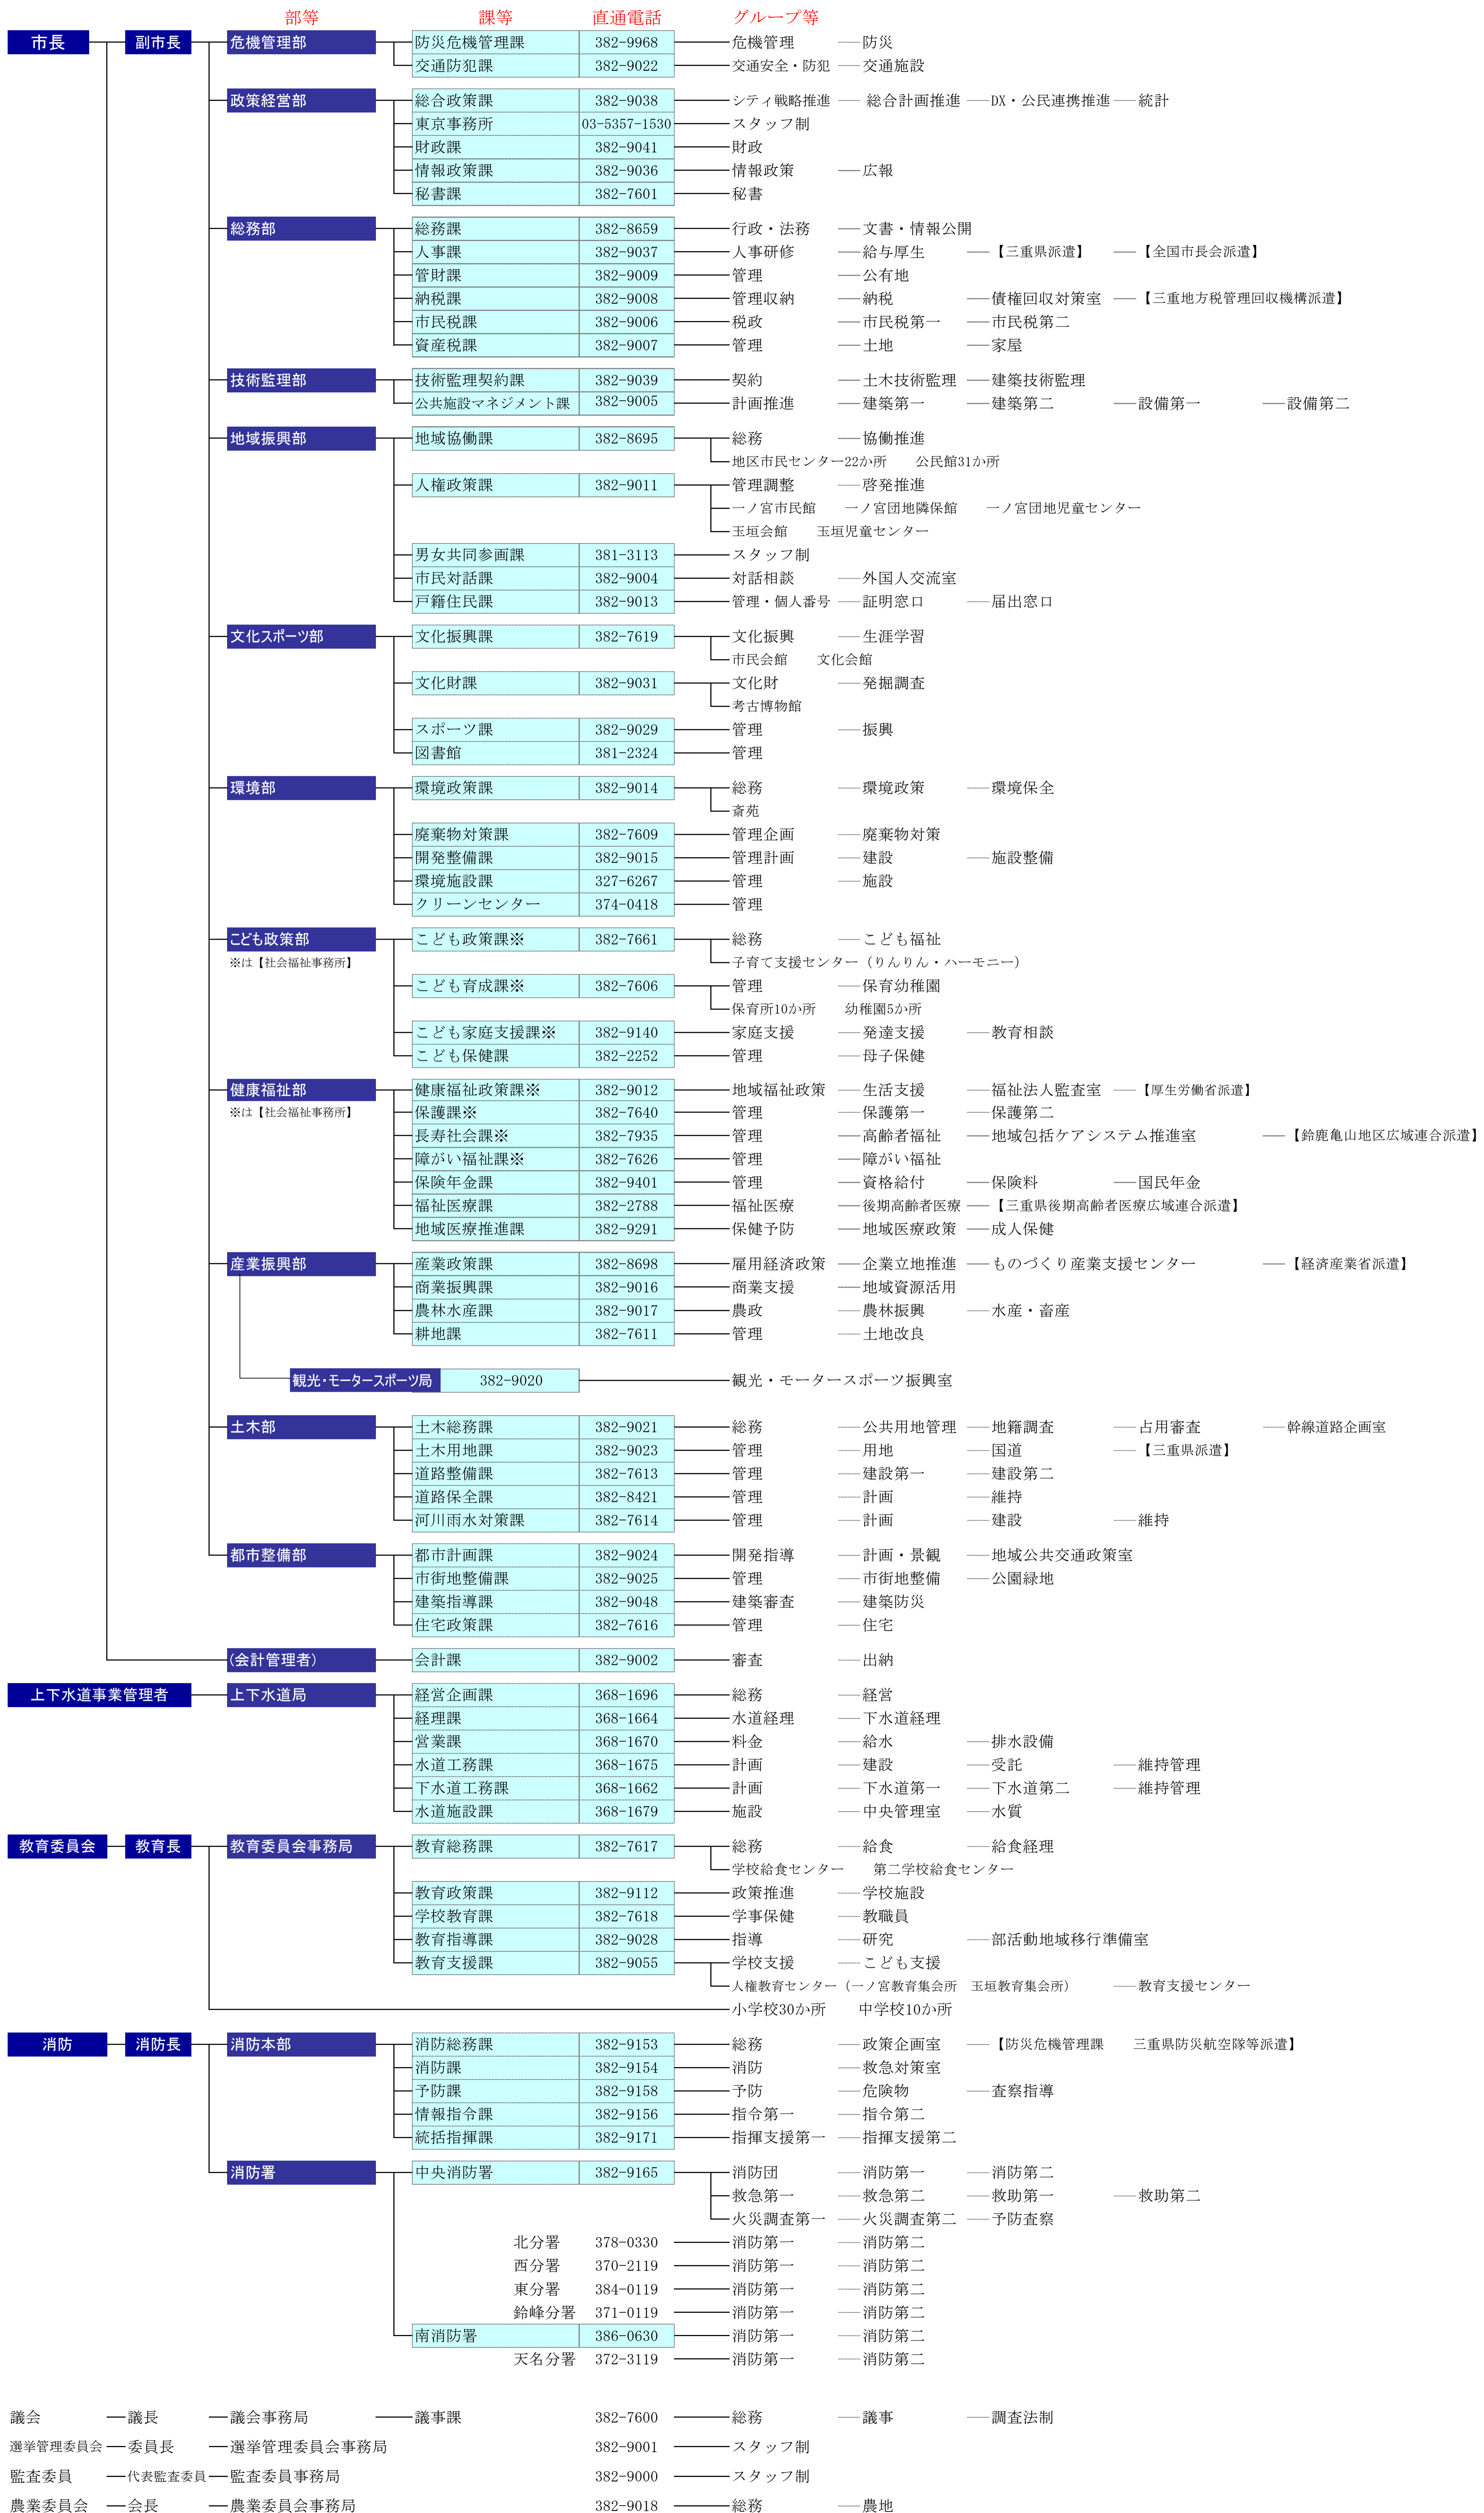 部等 課等 直通電話 グループ等
市長 副市長 危機管理部 防災危機管理課 382-9968 危機管理 防災
交通防犯課 382-9022 交通安全・防犯 交通施設
政策経営部 総合政策課 382-9038 シティ戦略推進 総合計画推進 DX・公民連携推進 統計
東京事務所 03-5357-1530 スタッフ制
財政課 382-9041 財政
情報政策課 382-9036 情報政策 広報
秘書課 382-7601 秘書
総務部 総務課 382-8659 行政・法務 文書・情報公開
人事課 382-9037 人事研修 給与厚生 【三重県派遣】 【全国市長会派遣】
管財課 382-9009 管理 公有地
納税課 382-9008 管理収納 納税 債権回収対策室 【三重地方税管理回収機構派遣】
市民税課 382-9006 税政 市民税第一 市民税第二
資産税課 382-9007 管理 土地 家屋
技術監理部 技術監理契約課 382-9039 契約 土木技術監理 建築技術監理
公共施設マネジメント課 382-9005 計画推進 建築第一 建築第二 設備第一 設備第二
地域振興部 地域協働課 382-8695 総務 協働推進
地区市民センター22か所 公民館31か所
人権政策課 382-9011 管理調整 啓発推進
一ノ宮市民館 一ノ宮団地隣保館 一ノ宮団地児童センター
玉垣会館 玉垣児童センター
男女共同参画課 381-3113 スタッフ制
市民対話課 382-9004 対話相談 外国人交流室
戸籍住民課 382-9013 管理・個人番号 証明窓口 届出窓口
文化スポーツ部 文化振興課 382-7619 文化振興 生涯学習
市民会館 文化会館
文化財課 382-9031 文化財 発掘調査
考古博物館
スポーツ課 382-9029 管理 振興
図書館 381-2324 管理
環境部 環境政策課 382-9014 総務 環境政策 環境保全
斎苑
廃棄物対策課 382-7609 管理企画 廃棄物対策
開発整備課 382-9015 管理計画 建設 施設整備
環境施設課 327-6267 管理 施設
クリーンセンター 374-0418 管理
こども政策部 こども政策課※ 382-7661 総務 こども福祉
※は【社会福祉事務所】 子育て支援センター（りんりん・ハーモニー）
こども育成課※ 382-7606 管理 保育幼稚園
保育所10か所 幼稚園5か所
こども家庭支援課※ 382-9140 家庭支援 発達支援 教育相談
こども保健課 382-2252 管理 母子保健
健康福祉部 健康福祉政策課※ 382-9012 地域福祉政策 生活支援 福祉法人監査室 【厚生労働省派遣】
※は【社会福祉事務所】 保護課※ 382-7640 管理 保護第一 保護第二
長寿社会課※ 382-7935 管理 高齢者福祉 地域包括ケアシステム推進室 【鈴鹿亀山地区広域連合派遣】
障がい福祉課※ 382-7626 管理 障がい福祉
保険年金課 382-9401 管理 資格給付 保険料 国民年金
福祉医療課 382-2788 福祉医療 後期高齢者医療 【三重県後期高齢者医療広域連合派遣】
地域医療推進課 382-9291 保健予防 地域医療政策 成人保健
産業振興部 産業政策課 382-8698 雇用経済政策 企業立地推進 ものづくり産業支援センター 【経済産業省派遣】
商業振興課 382-9016 商業支援 地域資源活用
農林水産課 382-9017 農政 農林振興 水産・畜産
耕地課 382-7611 管理 土地改良
観光・モータースポーツ局 382-9020 観光・モータースポーツ振興室
土木部 土木総務課 382-9021 総務 公共用地管理 地籍調査 占用審査 幹線道路企画室
土木用地課 382-9023 管理 用地 国道 【三重県派遣】
道路整備課 382-7613 管理 建設第一 建設第二
道路保全課 382-8421 管理 計画 維持
河川雨水対策課 382-7614 管理 計画 建設 維持
都市整備部 都市計画課 382-9024 開発指導 計画・景観 地域公共交通政策室
市街地整備課 382-9025 管理 市街地整備 公園緑地
建築指導課 382-9048 建築審査 建築防災
住宅政策課 382-7616 管理 住宅
(会計管理者) 会計課 382-9002 審査 出納
上下水道事業管理者 上下水道局 経営企画課 368-1696 総務 経営
経理課 368-1664 水道経理 下水道経理
営業課 368-1670 料金 給水 排水設備
水道工務課 368-1675 計画 建設 受託 維持管理
下水道工務課 368-1662 計画 下水道第一 下水道第二 維持管理
水道施設課 368-1679 施設 中央管理室 水質
教育委員会 教育長 教育委員会事務局 教育総務課 382-7617 総務 給食 給食経理
学校給食センター 第二学校給食センター
教育政策課 382-9112 政策推進 学校施設
学校教育課 382-7618 学事保健 教職員
教育指導課 382-9028 指導 研究 部活動地域移行準備室
教育支援課 382-9055 学校支援 こども支援
人権教育センター（一ノ宮教育集会所 玉垣教育集会所） 教育支援センター
小学校30か所 中学校10か所
消防 消防長 消防本部 消防総務課 382-9153 総務 政策企画室 【防災危機管理課 三重県防災航空隊等派遣】
消防課 382-9154 消防 救急対策室
予防課 382-9158 予防 危険物 査察指導
情報指令課 382-9156 指令第一 指令第二
統括指揮課 382-9171 指揮支援第一 指揮支援第二
消防署 中央消防署 382-9165 消防団 消防第一 消防第二
救急第一 救急第二 救助第一 救助第二
火災調査第一 火災調査第二 予防査察
北分署 378-0330 消防第一 消防第二
西分署 370-2119 消防第一 消防第二
東分署 384-0119 消防第一 消防第二
鈴峰分署 371-0119 消防第一 消防第二
南消防署 386-0630 消防第一 消防第二
天名分署 372-3119 消防第一 消防第二
議会 議長 議会事務局 議事課 382-7600 総務 議事 調査法制
選挙管理委員会 委員長 選挙管理委員会事務局 382-9001 スタッフ制
監査委員 代表監査委員 監査委員事務局 382-9000 スタッフ制
農業委員会 会長 農業委員会事務局 382-9018 総務 農地